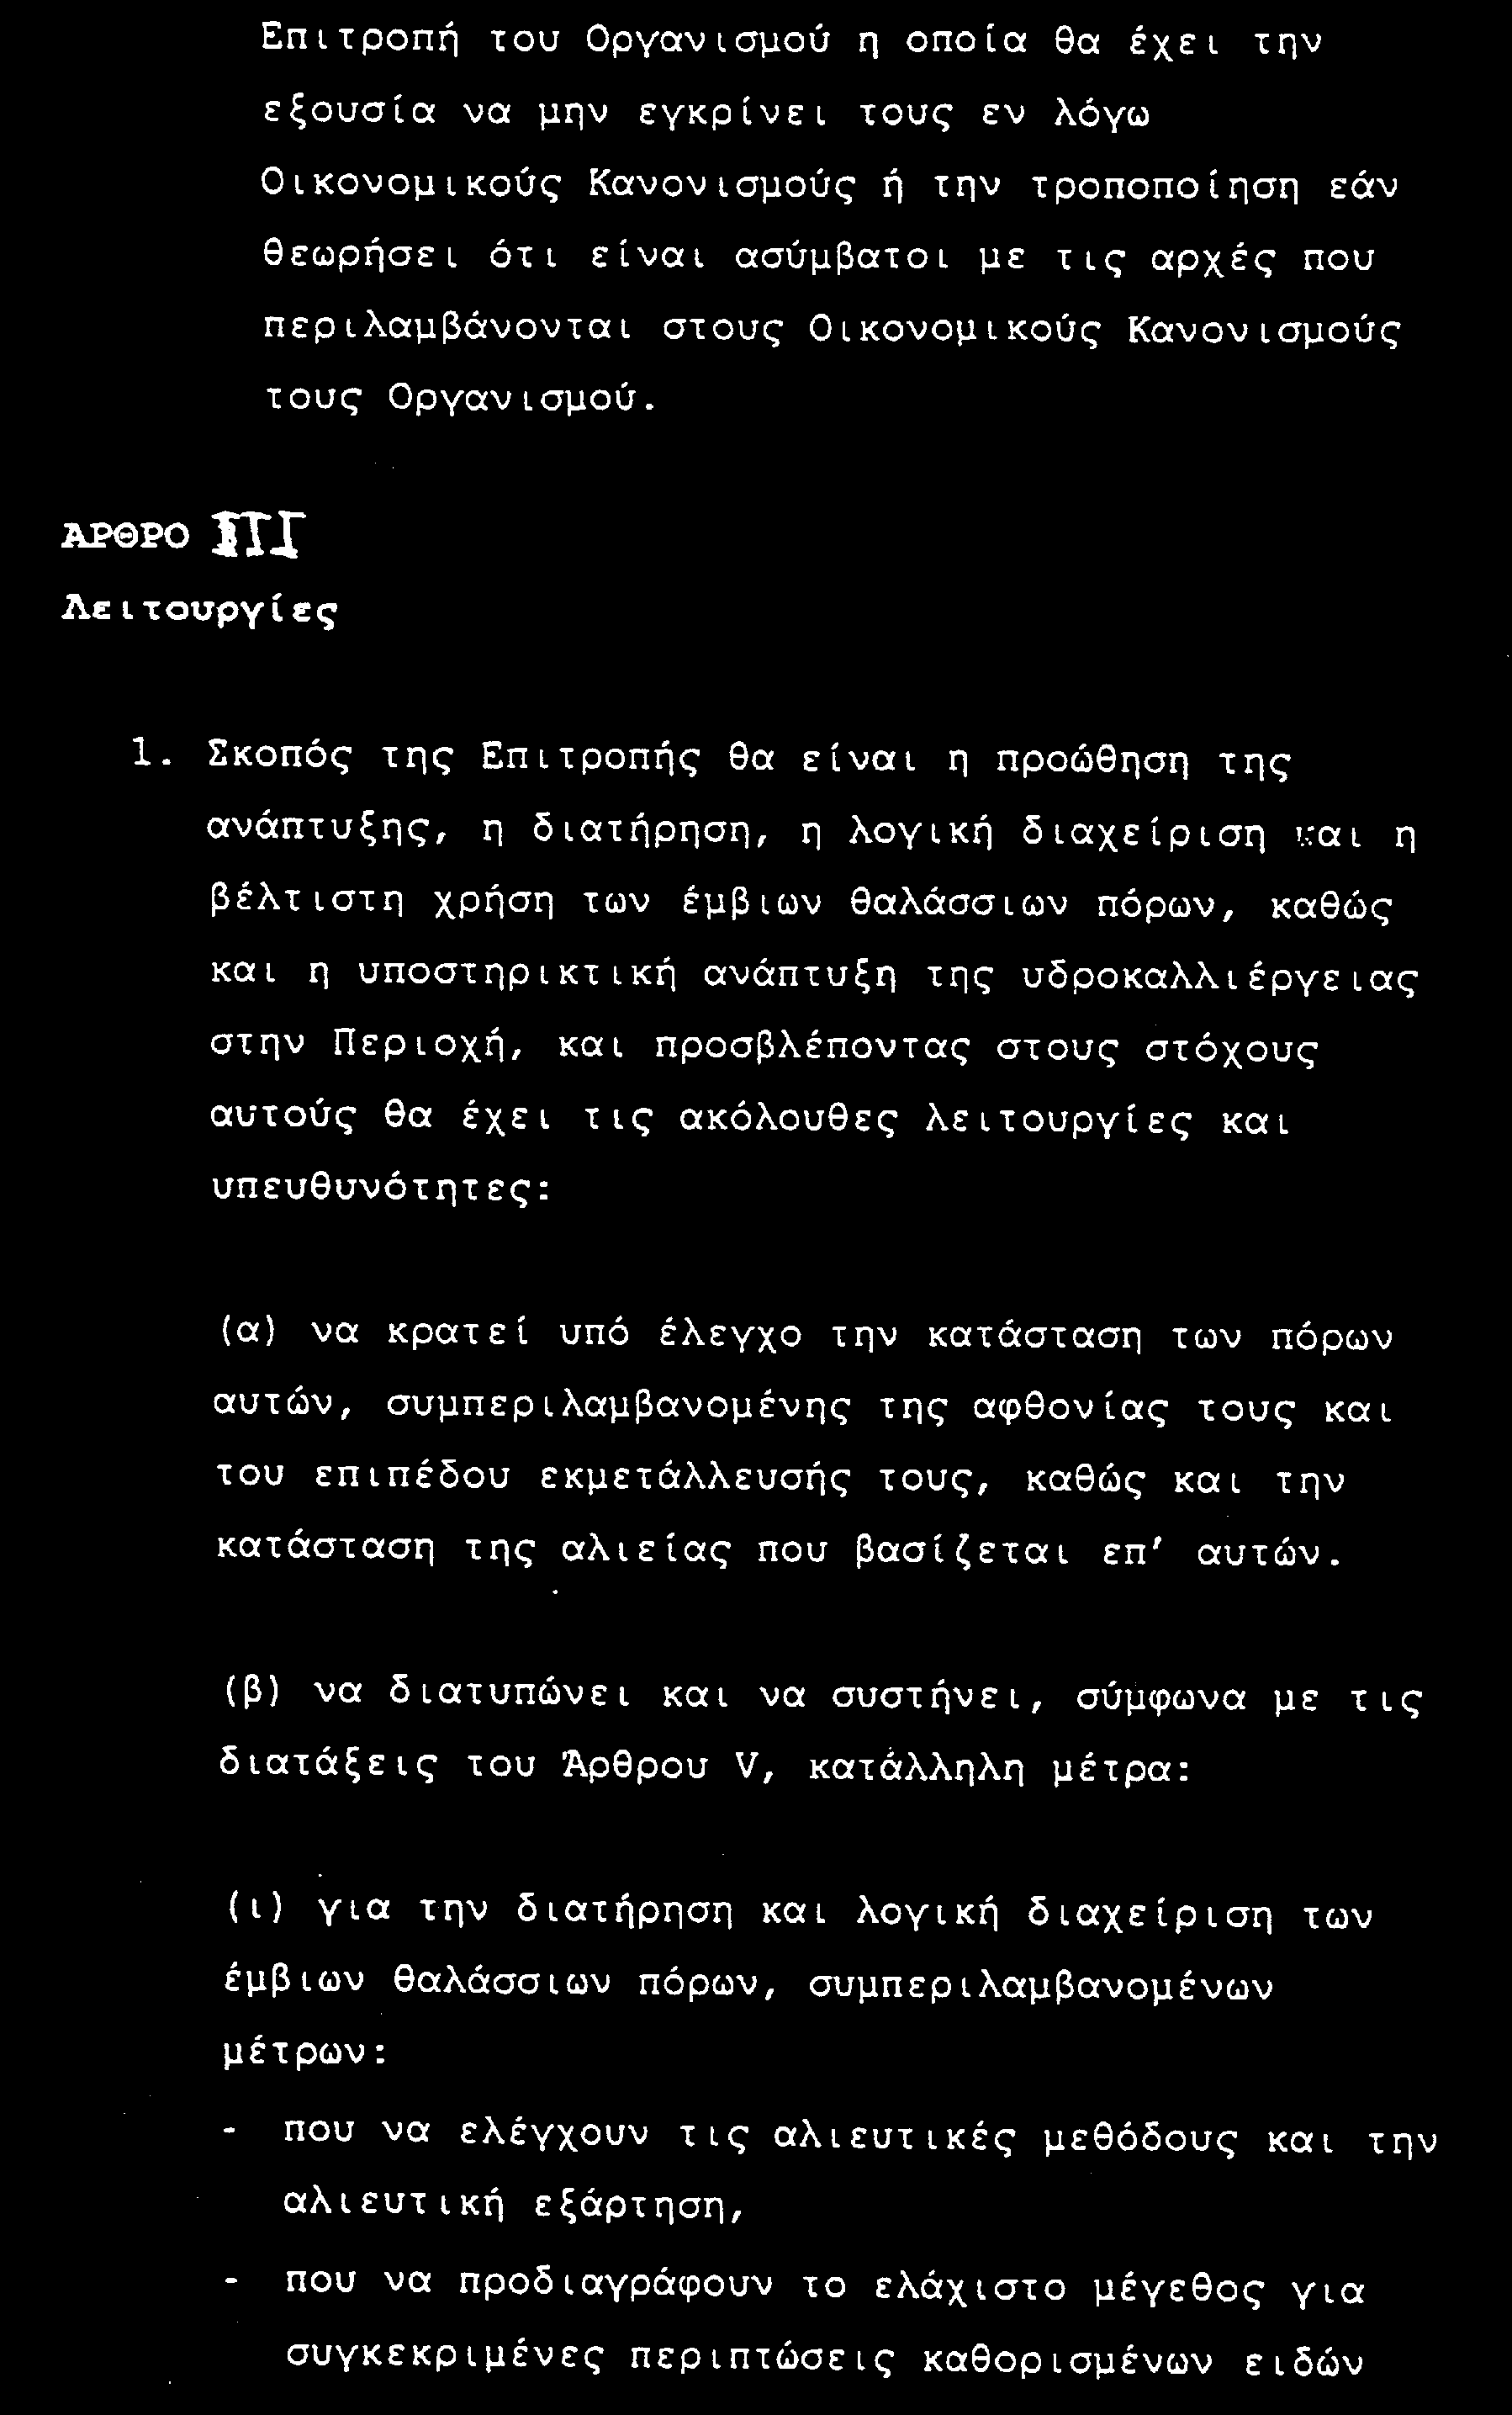 Επιτροπή του Οργανισμού η οποία θα έχει την
εξουσία να μην εγκρίνει τους εν λόγω
Οικονομικούς Κανονισμούς ή την τροποποίηση εάν
θεωρήσει ότι είναι ασύμβατοι με τις αρχές που
περιλαμβάνονται στους Οικονομικούς Κανονισμούς
τους Οργανισμού.
ΑΡΘΡΟ III
Λειτουργίες
1. Σκοπός της Επιτροπής θα είναι η προώθηση της
ανάπτυξης, η διατήρηση, η λογική διαχείριση και η
βέλτιστη χρήση των έμβιων θαλάσσιων πόρων, καθώς
και η υποστηρικτική ανάπτυξη της υδροκαλλιέργειας
στην Περιοχή, και προσβλέποντας στους στόχους
αυτούς θα έχει τις ακόλουθες λειτουργίες και
υπευθυνότητες:
(α) να κρατεί υπό έλεγχο την κατάσταση των πόρων
αυτών, συμπεριλαμβανομένης της αφθονίας τους και
του επιπέδου εκμετάλλευσής τους, καθώς και την
κατάσταση της αλιείας που βασίζεται επ' αυτών.
(β) να διατυπώνει και να συστήνει, σύμφωνα με τις
διατάξεις του Άρθρου V, κατάλληλη μέτρα:
(ι) για την διατήρηση και λογική διαχείριση των
έμβιων θαλάσσιων πόρων, συμπεριλαμβανομένων
μέτρων:
- που να ελέγχουν τις αλιευτικές μεθόδους και την
αλιευτική εξάρτηση,
- που να προδιαγράφουν το ελάχιστο μέγεθος για
συγκεκριμένες περιπτώσεις καθορισμένων ειδών